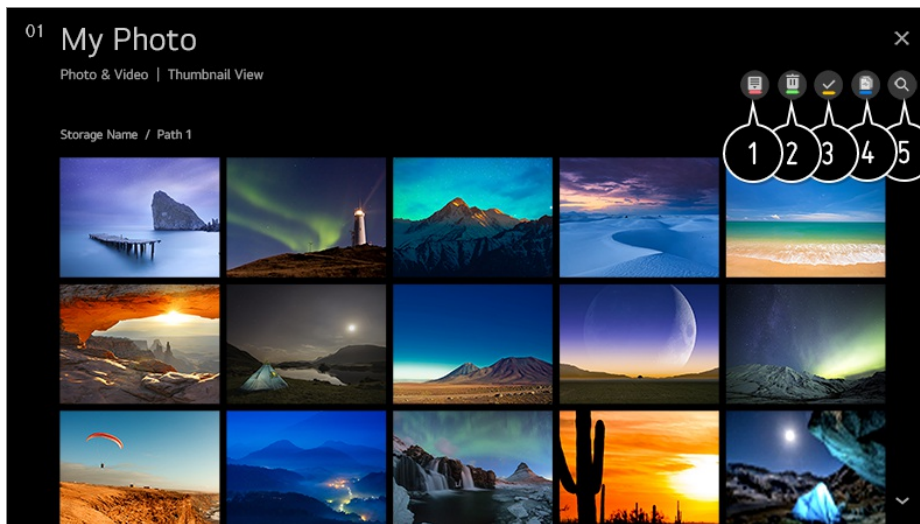 01
My Photo
Photo & Video | Thumbnail View
Storage Name / Path 1
1 2 3 4 5